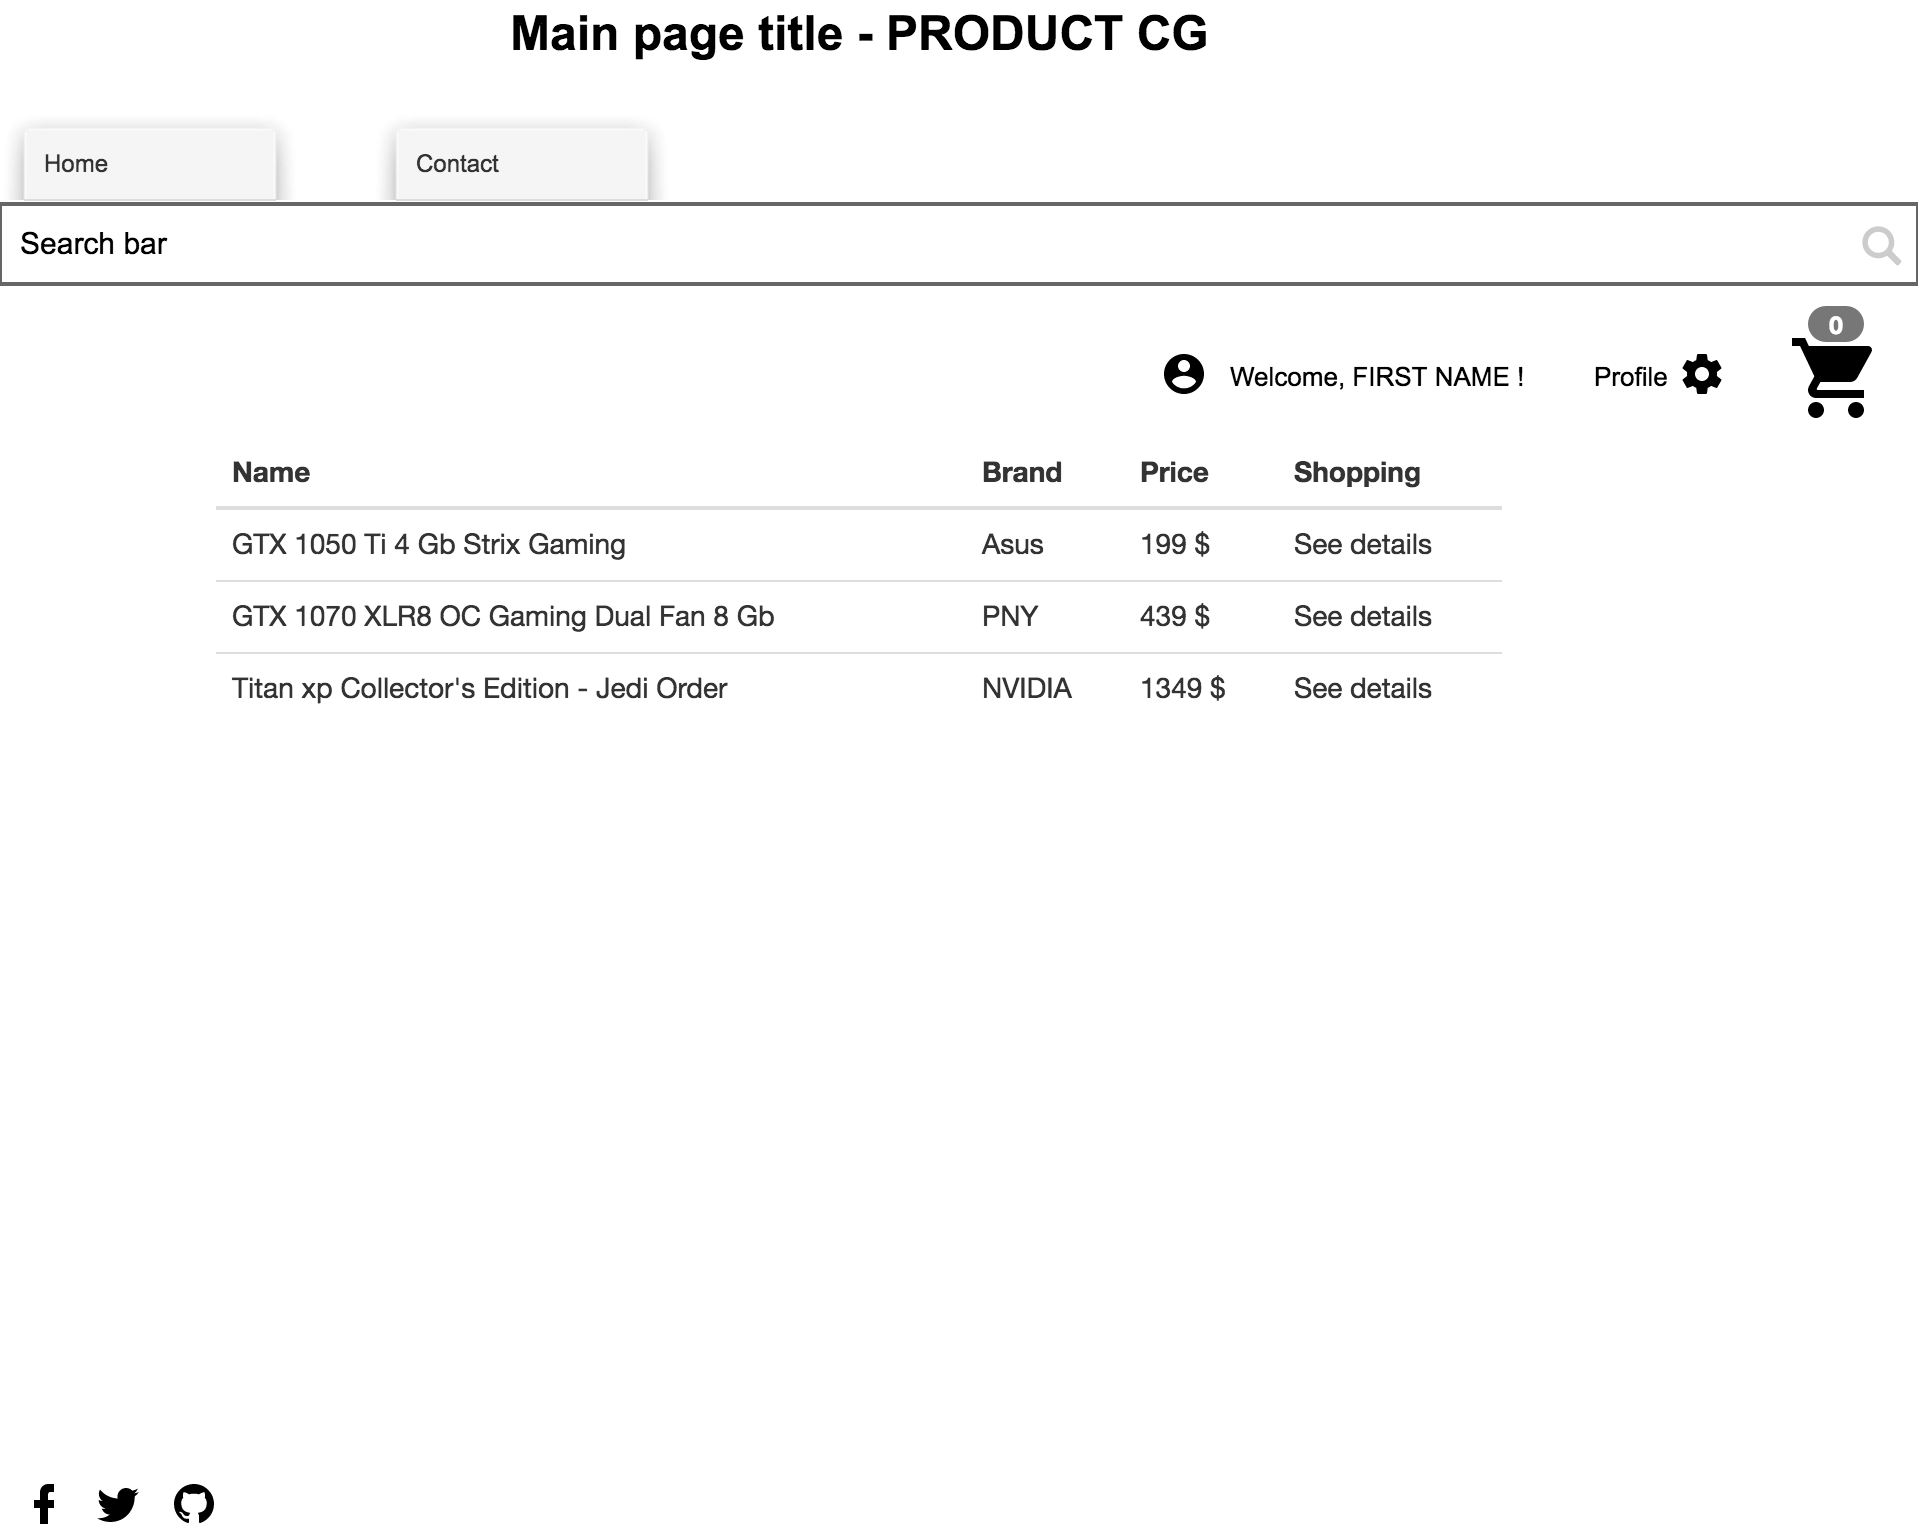 Main page title - PRODUCT CG
Home Contact
Search bar
0
Welcome, FIRST NAME ! Profile
Name Brand Price Shopping
GTX 1050 Ti 4 Gb Strix Gaming Asus 199 $ See details
GTX 1070 XLR8 OC Gaming Dual Fan 8 Gb PNY 439 $ See details
Titan xp Collector's Edition - Jedi Order NVIDIA 1349 $ See details